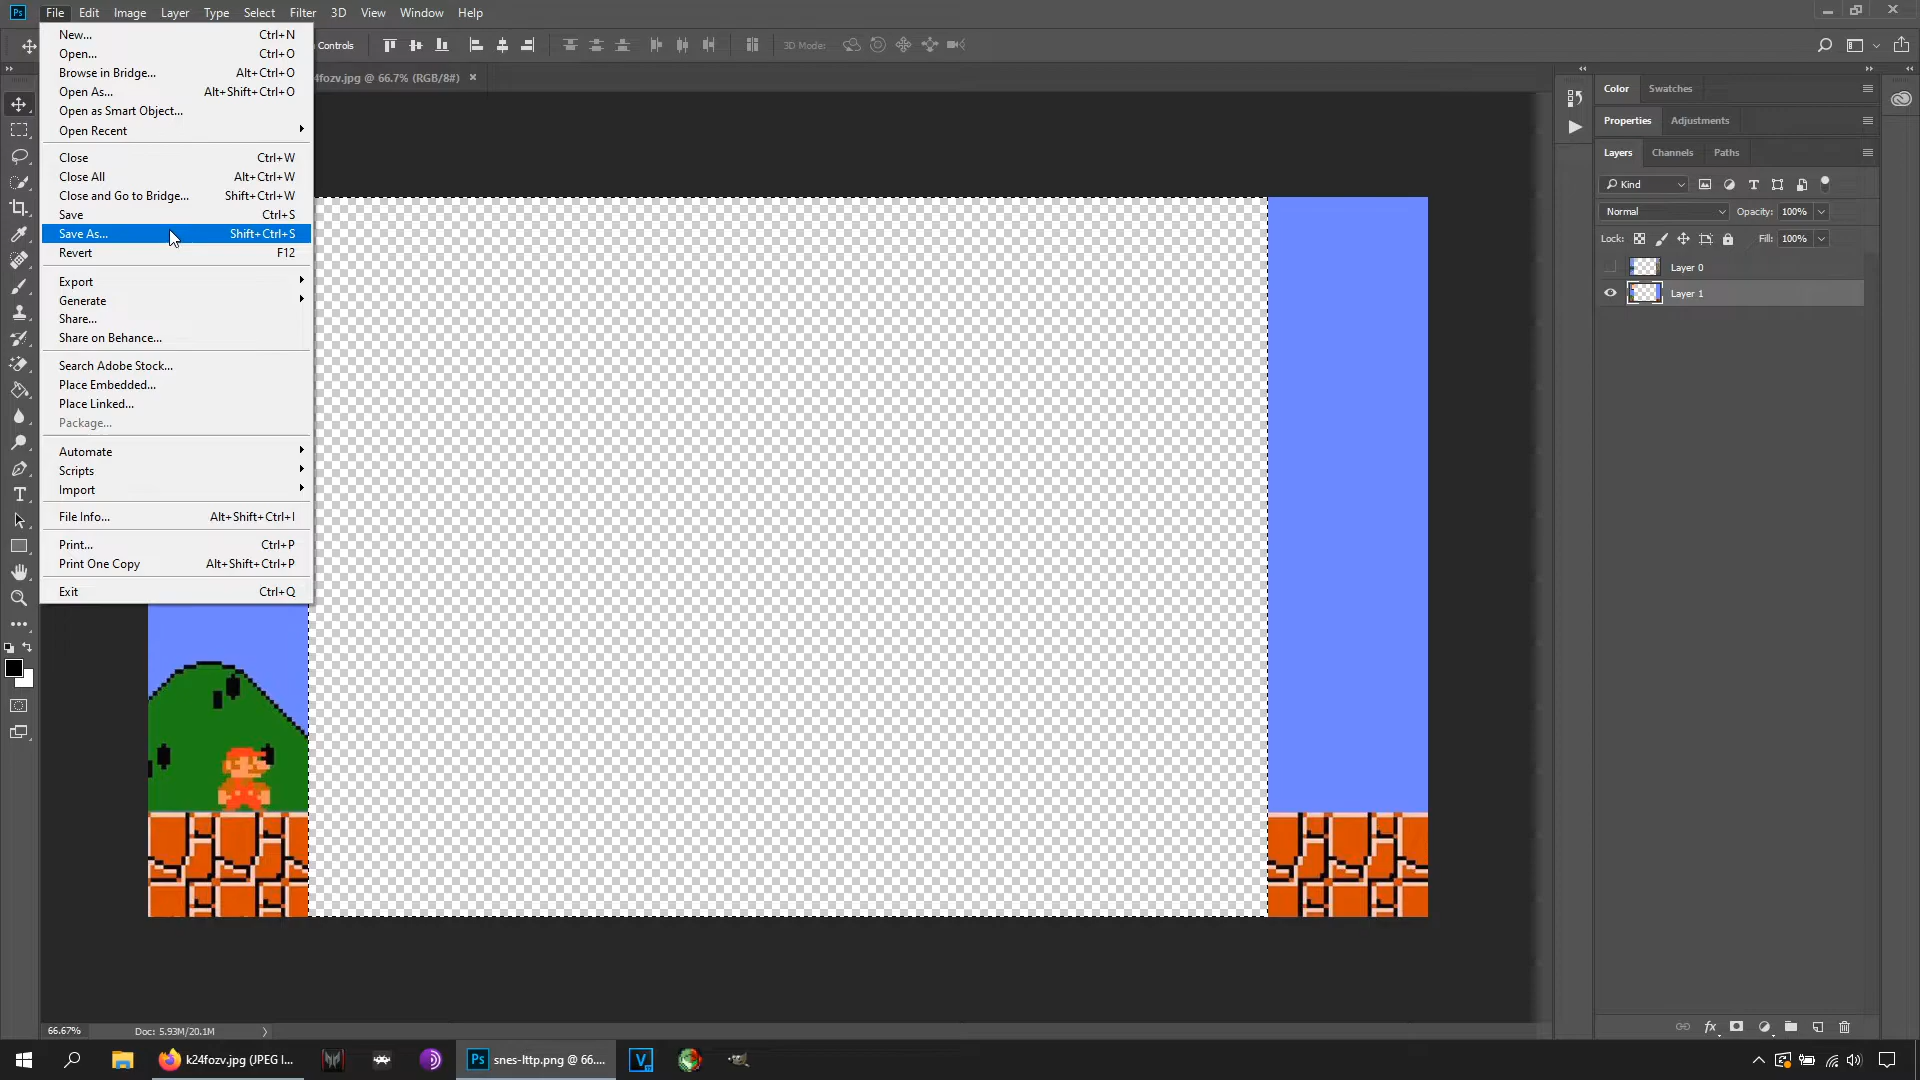 Ps File Edit Image Layer Type Select Filter 3D View Window Help
Controls 3D Mode:
4fozv.jpg @ 66.7% (RGB/8#) ×
New... Ctrl+N
Open... Ctrl+O
Browse in Bridge... Alt+Ctrl+O
Open As... Alt+Shift+Ctrl+O
Open as Smart Object...
Open Recent
Close Ctrl+W
Close All Alt+Ctrl+W
Close and Go to Bridge... Shift+Ctrl+W
Save Ctrl+S
Save As... Shift+Ctrl+S
Revert F12
Export
Generate
Share...
Share on Behance...
Search Adobe Stock...
Place Embedded...
Place Linked...
Package...
Automate
Scripts
Import
File Info... Alt+Shift+Ctrl+I
Print... Ctrl+P
Print One Copy Alt+Shift+Ctrl+P
Exit Ctrl+Q
Color Swatches
Properties Adjustments
Layers Channels Paths
Kind
Normal Opacity: 100%
Lock: Fill: 100%
Layer 0
Layer 1
66.67% Doc: 5.93M/20.1M
k24fozv.jpg (JPEG I... Ps snes-lttp.png @ 66.... V